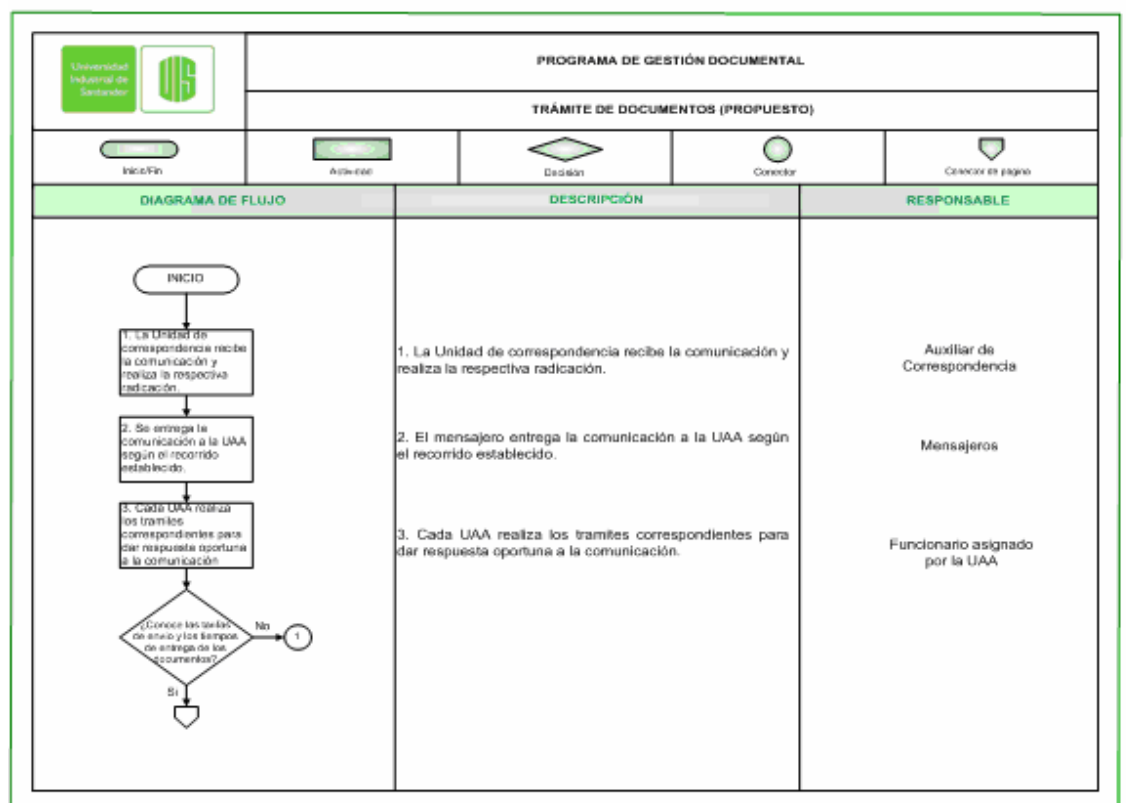 Universidad
Industrial de
Santander
UIS
PROGRAMA DE GESTIÓN DOCUMENTAL
TRÁMITE DE DOCUMENTOS (PROPUESTO)
Inicio/Fin
Actividad
Decisión
Conector
Conector de página
DIAGRAMA DE FLUJO
DESCRIPCIÓN
RESPONSABLE
INICIO
1. La Unidad de
correspondencia recibe
la comunicación y
realiza la respectiva
radicación.
2. Se entrega la
comunicación a la UAA
según el recorrido
establecido.
3. Cada UAA realiza
los tramites
correspondientes para
dar respuesta oportuna
a la comunicación
¿Conoce las tarifas
de envio y los tiempos
de entrega de los
documentos?
No
1
Si
1. La Unidad de correspondencia recibe la comunicación y
realiza la respectiva radicación.
2. El mensajero entrega la comunicación a la UAA según
el recorrido establecido.
3. Cada UAA realiza los tramites correspondientes para
dar respuesta oportuna a la comunicación.
Auxiliar de
Correspondencia
Mensajeros
Funcionario asignado
por la UAA